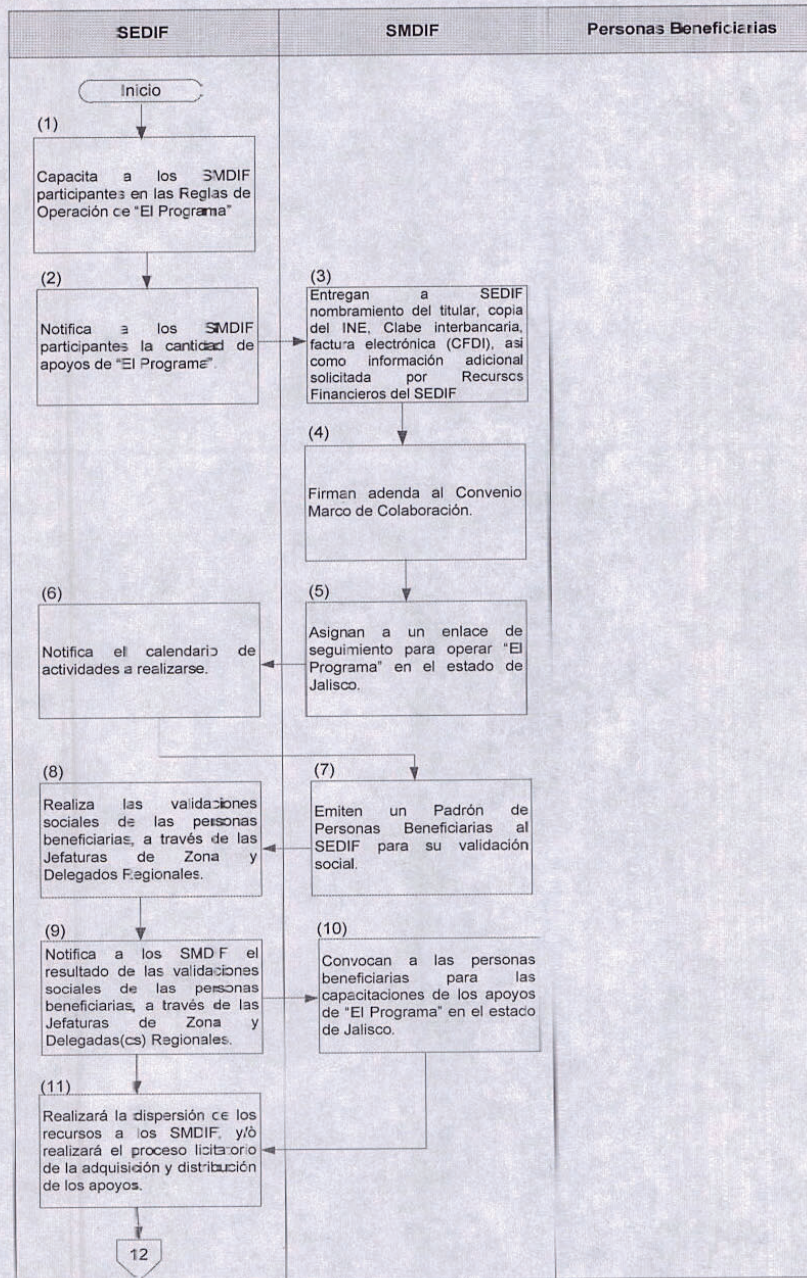 SEDIF
SMDIF
Personas Beneficiarias
Inicio
(1)
Capacita a los SMDIF
participantes en las Reglas de
Operación de "El Programa"
(2)
Notifica a los SMDIF
participantes la cantidad de
apoyos de "El Programa".
(3)
Entregan a SEDIF
nombramiento del titular, copia
del INE, Clabe interbancaria,
factura electrónica (CFDI), asi
como información adicional
solicitada por Recursos
Financieros del SEDIF
(4)
Firman adenda al Convenio
Marco de Colaboración.
(5)
Asignan a un enlace de
seguimiento para operar "El
Programa" en el estado de
Jalisco.
(6)
Notifica el calendario de
actividades a realizarse.
(7)
Emiten un Padrón de
Personas Beneficiarias al
SEDIF para su validación
social.
(8)
Realiza las validaciones
sociales de las personas
beneficiarias, a través de las
Jefaturas de Zona y
Delegados Regionales.
(9)
Notifica a los SMDIF el
resultado de las validaciones
sociales de las personas
beneficiarias, a través de las
Jefaturas de Zona y
Delegadas(os) Regionales.
(10)
Convocan a las personas
beneficiarias para las
capacitaciones de los apoyos
de "El Programa" en el estado
de Jalisco.
(11)
Realizará la dispersión de los
recursos a los SMDIF, y/ó
realizará el proceso licitatorio
de la adquisición y distribución
de los apoyos.
12